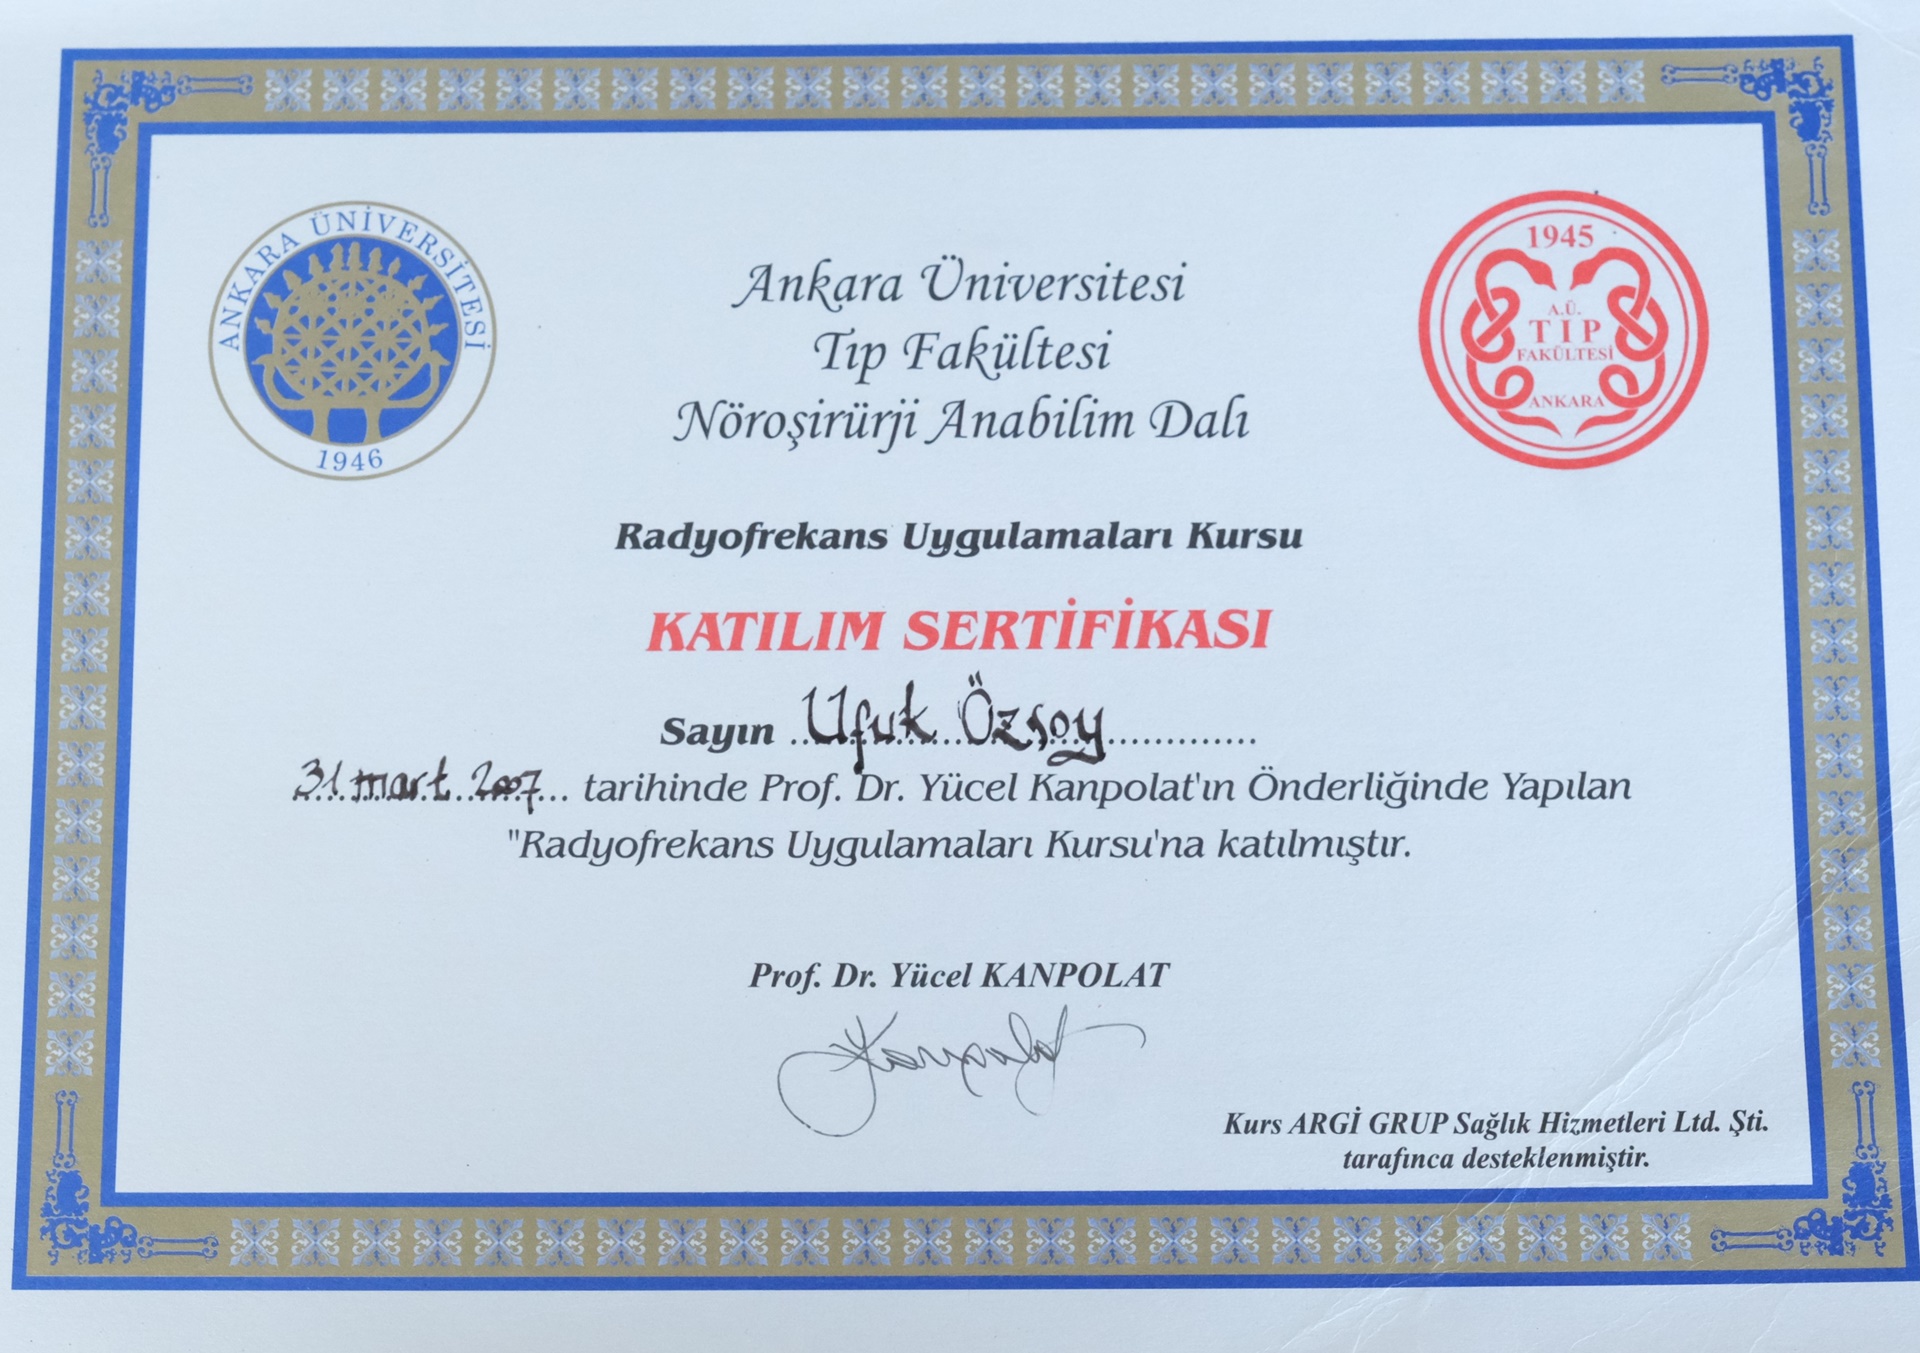 ANKARA ÜNİVERSİTESİ
1946
1945
A.Ü.
TIP
FAKÜLTESİ
ANKARA
Ankara Üniversitesi
Tıp Fakültesi
Nöroşirürji Anabilim Dalı
Radyofrekans Uygulamaları Kursu
KATILIM SERTİFİKASI
Sayın Ufuk Özsoy
31 mart 2007 tarihinde Prof. Dr. Yücel Kanpolat'ın Önderliğinde Yapılan
"Radyofrekans Uygulamaları Kursu'na katılmıştır.
Prof. Dr. Yücel KANPOLAT
YKanpolat
Kurs ARGİ GRUP Sağlık Hizmetleri Ltd. Şti.
tarafınca desteklenmiştir.